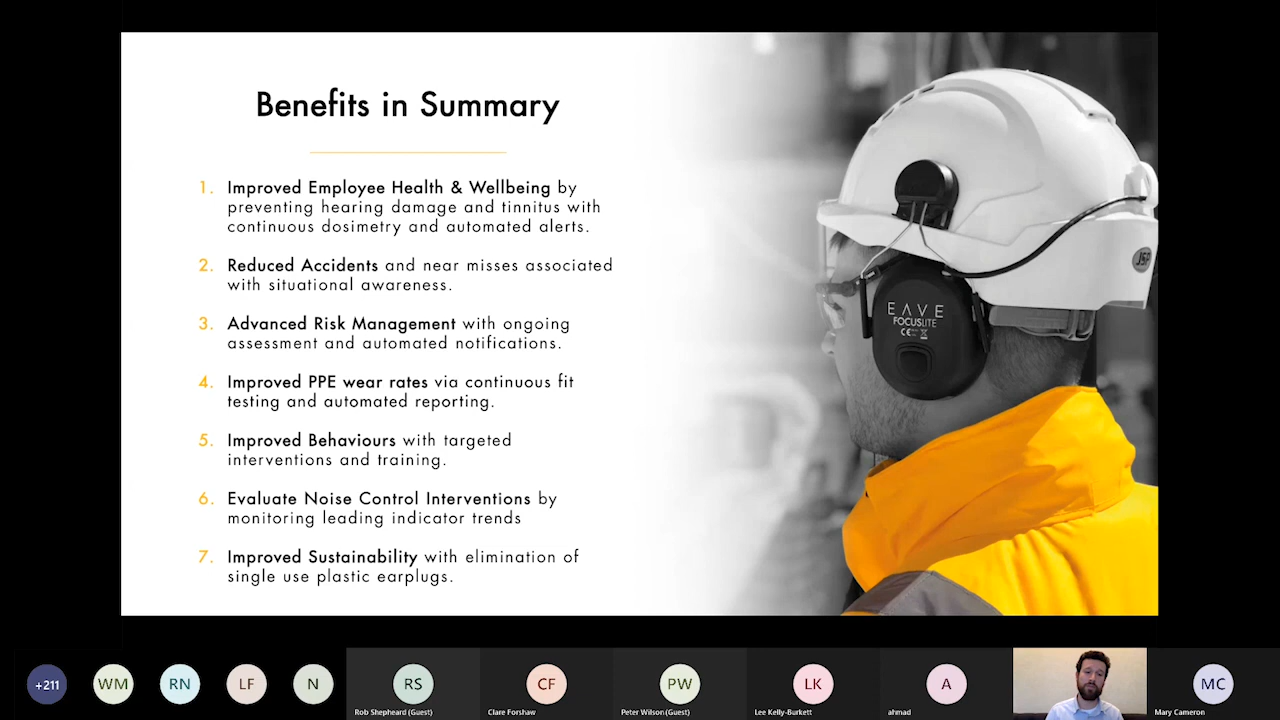 Benefits in Summary
1. Improved Employee Health & Wellbeing by
preventing hearing damage and tinnitus with
continuous dosimetry and automated alerts.
2. Reduced Accidents and near misses associated
with situational awareness.
3. Advanced Risk Management with ongoing
assessment and automated notifications.
4. Improved PPE wear rates via continuous fit
testing and automated reporting.
5. Improved Behaviours with targeted
interventions and training.
6. Evaluate Noise Control Interventions by
monitoring leading indicator trends
7. Improved Sustainability with elimination of
single use plastic earplugs.
JSP
EAVE
FOCUSLITE
CE
+211
WM
RN
LF
N
RS
CF
PW
LK
A
MC
Rob Shepheard (Guest)
Clare Forshaw
Peter Wilson (Guest)
Lee Kelly-Burkett
ahmad
Mary Cameron